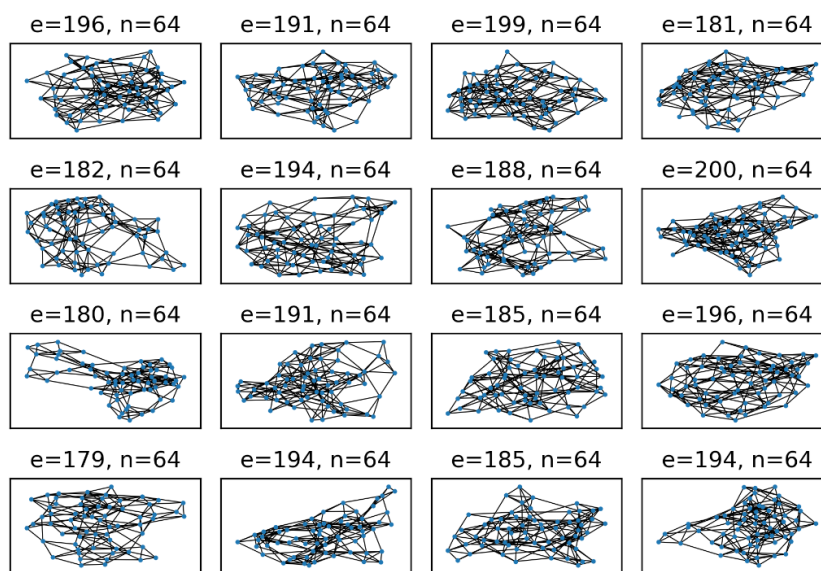 e=196, n=64 e=191, n=64 e=199, n=64 e=181, n=64
e=182, n=64 e=194, n=64 e=188, n=64 e=200, n=64
e=180, n=64 e=191, n=64 e=185, n=64 e=196, n=64
e=179, n=64 e=194, n=64 e=185, n=64 e=194, n=64